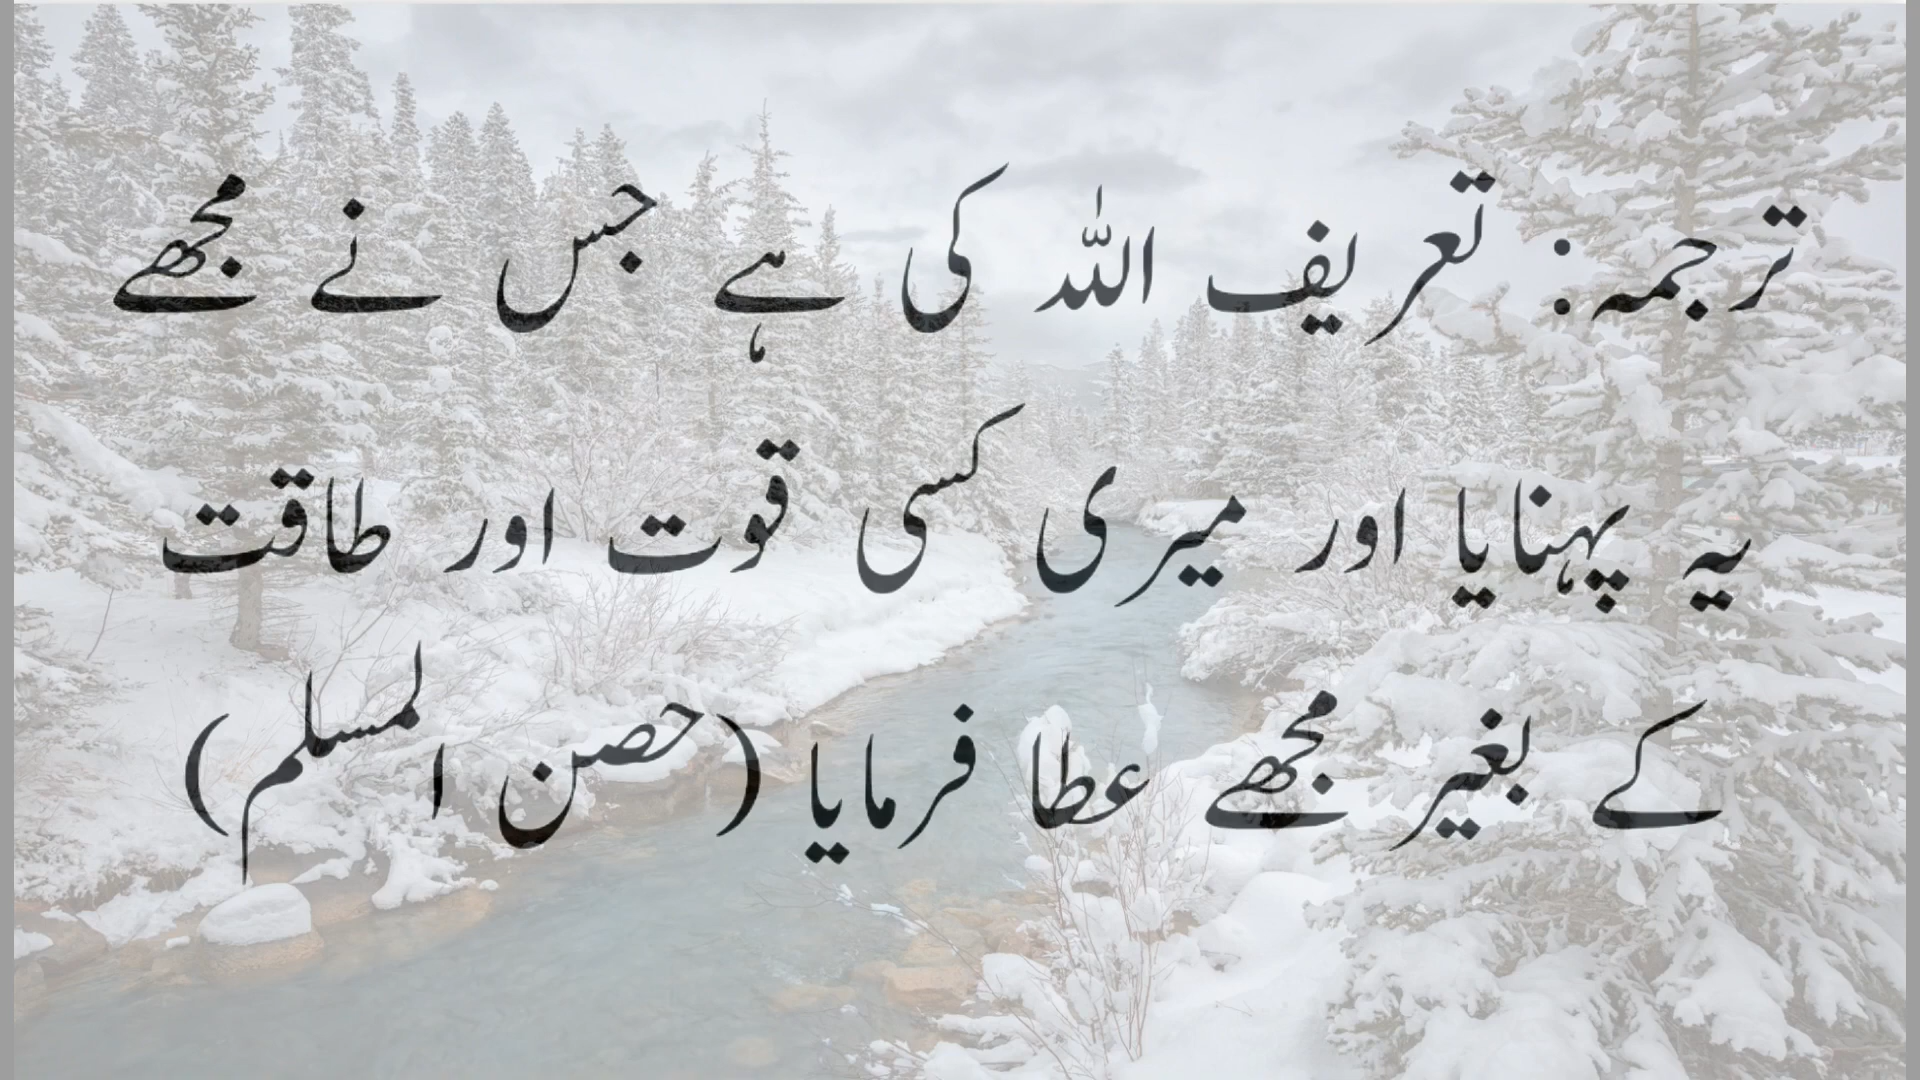 ترجمہ: تعریف اللہ کی ہے جس نے مجھے
یہ پہنایا اور میری کسی قوت اور طاقت
کے بغیر مجھے عطا فرمایا (حصن المسلم)